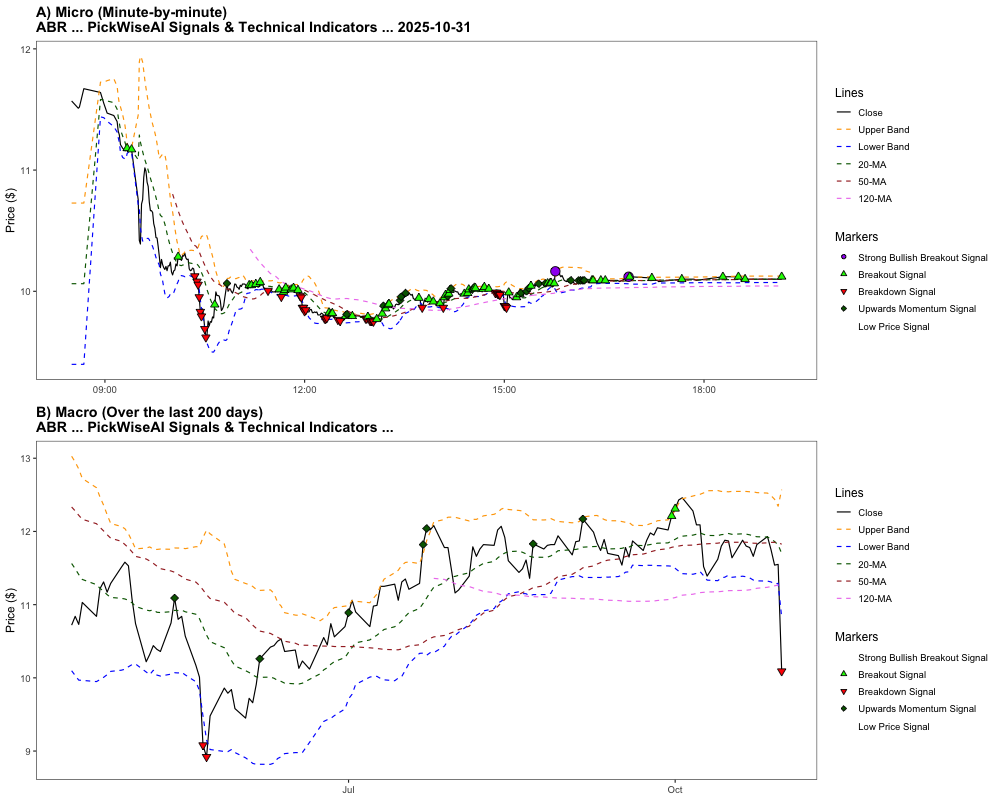 A) Micro (Minute-by-minute)
ABR ... PickWiseAI Signals & Technical Indicators ... 2025-10-31
12
11
10
Price ($)
09:00
12:00
15:00
18:00
Lines
Close
Upper Band
Lower Band
20-MA
50-MA
120-MA
Markers
Strong Bullish Breakout Signal
Breakout Signal
Breakdown Signal
Upwards Momentum Signal
Low Price Signal
B) Macro (Over the last 200 days)
ABR ... PickWiseAI Signals & Technical Indicators ...
13
12
11
10
9
Price ($)
Jul
Oct
Lines
Close
Upper Band
Lower Band
20-MA
50-MA
120-MA
Markers
Strong Bullish Breakout Signal
Breakout Signal
Breakdown Signal
Upwards Momentum Signal
Low Price Signal